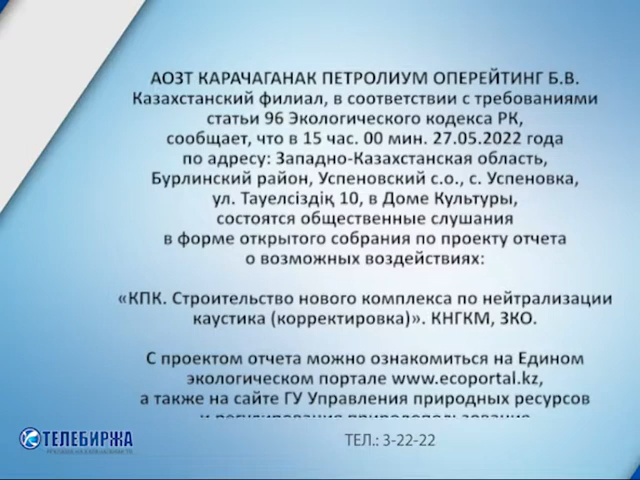 АОЗТ КАРАЧАГАНАК ПЕТРОЛИУМ ОПЕРЕЙТИНГ Б.В.
Казахстанский филиал, в соответствии с требованиями
статьи 96 Экологического кодекса РК,
сообщает, что в 15 час. 00 мин. 27.05.2022 года
по адресу: Западно-Казахстанская область,
Бурлинский район, Успеновский с.о., с. Успеновка,
ул. Тауелсіздік 10, в Доме Культуры,
состоятся общественные слушания
в форме открытого собрания по проекту отчета
о возможных воздействиях:
«КПК. Строительство нового комплекса по нейтрализации
каустика (корректировка)». КНГКМ, ЗКО.
С проектом отчета можно ознакомиться на Едином
экологическом портале www.ecoportal.kz,
а также на сайте ГУ Управления природных ресурсов
и регулирования природопользования
ТЕЛЕБИРЖА
ТЕЛ.: 3-22-22